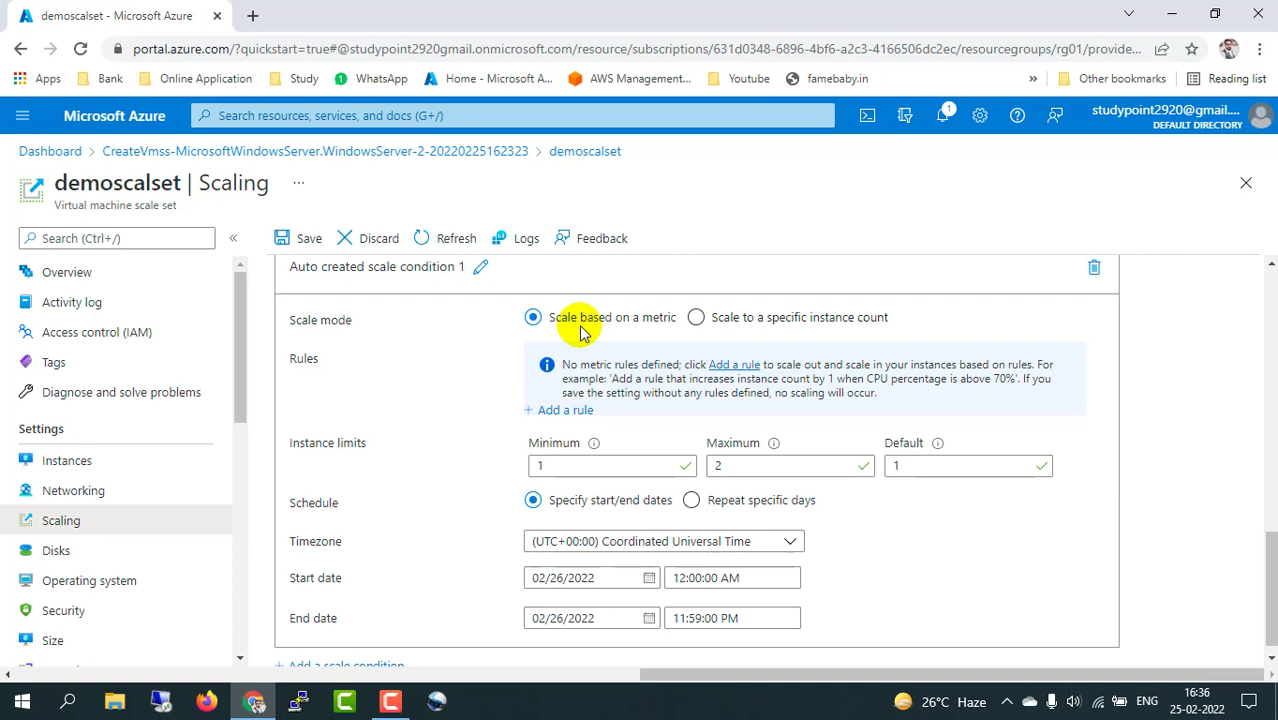 demoscalset - Microsoft Azure
portal.azure.com/?quickstart=true#@studypoint2920gmail.onmicrosoft.com/resource/subscriptions/631d0348-6896-4bf6-a2c3-4166506dc2ec/resourcegroups/rg01/provide...
Apps Bank Online Application Study WhatsApp Home - Microsoft A... AWS Management... Youtube famebaby.in » Other bookmarks Reading list
Microsoft Azure Search resources, services, and docs (G+/) 1 studypoint2920@gmail....
DEFAULT DIRECTORY
Dashboard > CreateVmss-MicrosoftWindowsServer.WindowsServer-2-20220225162323 > demoscalset
demoscalset | Scaling ...
Virtual machine scale set
Search (Ctrl+/) « Save Discard Refresh Logs Feedback
Overview
Activity log
Access control (IAM)
Tags
Diagnose and solve problems
Settings
Instances
Networking
Scaling
Disks
Operating system
Security
Size
Auto created scale condition 1
Scale mode Scale based on a metric Scale to a specific instance count
Rules
No metric rules defined; click Add a rule to scale out and scale in your instances based on rules. For
example: 'Add a rule that increases instance count by 1 when CPU percentage is above 70%'. If you
save the setting without any rules defined, no scaling will occur.
+ Add a rule
Instance limits Minimum Maximum Default
1 2 1
Schedule Specify start/end dates Repeat specific days
Timezone (UTC+00:00) Coordinated Universal Time
Start date 02/26/2022 12:00:00 AM
End date 02/26/2022 11:59:00 PM
+ Add a scale condition
26°C Haze ENG 16:36
25-02-2022